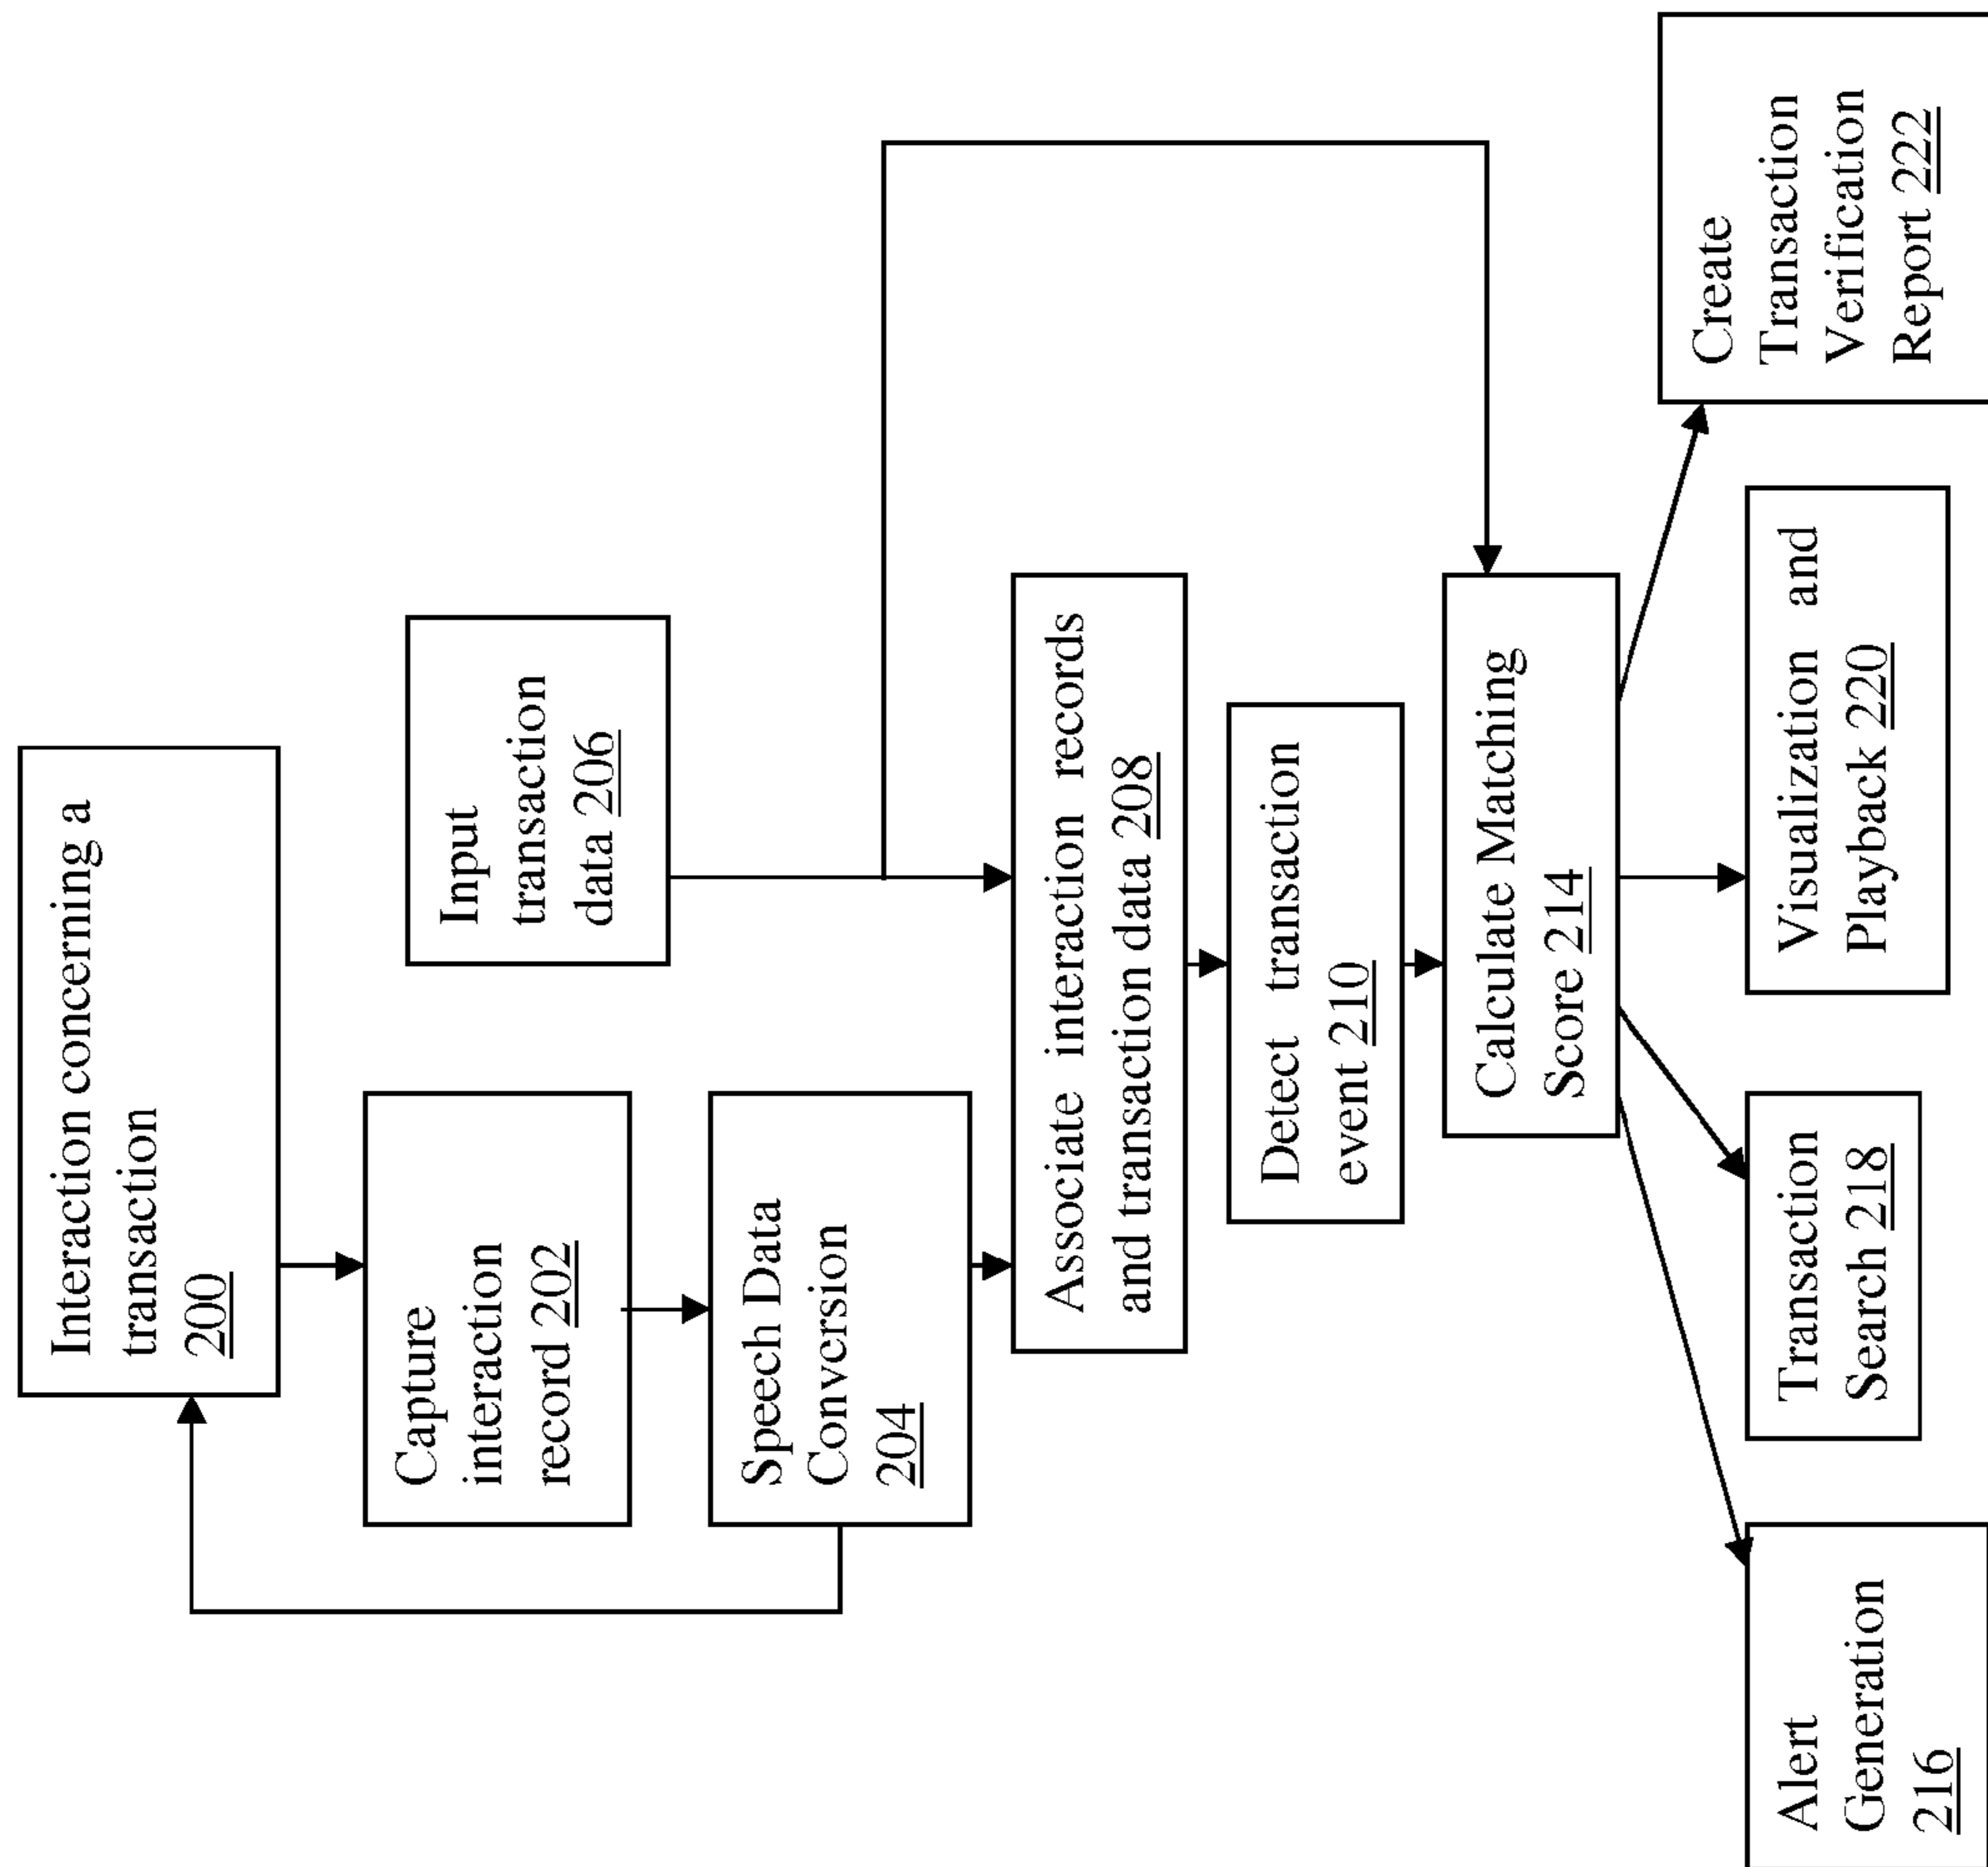 Interaction concerning a
transaction
200
Capture
interaction
record 202
Input
transaction
data 206
Speech Data
Conversion
204
Associate interaction records
and transaction data 208
Detect transaction
event 210
Calculate Matching
Score 214
Alert
Generation
216
Transaction
Search 218
Visualization and
Playback 220
Create
Transaction
Verification
Report 222